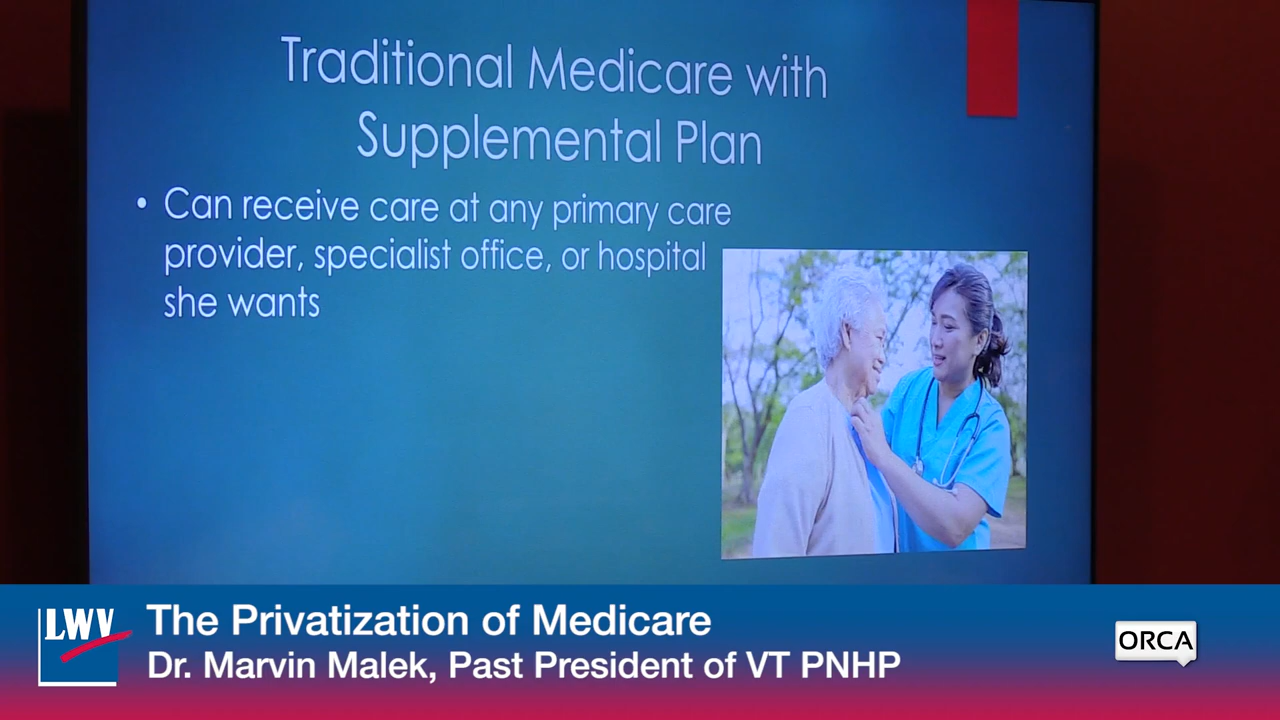 Traditional Medicare with
Supplemental Plan
• Can receive care at any primary care
provider, specialist office, or hospital
she wants
LWV
The Privatization of Medicare
Dr. Marvin Malek, Past President of VT PNHP
ORCA